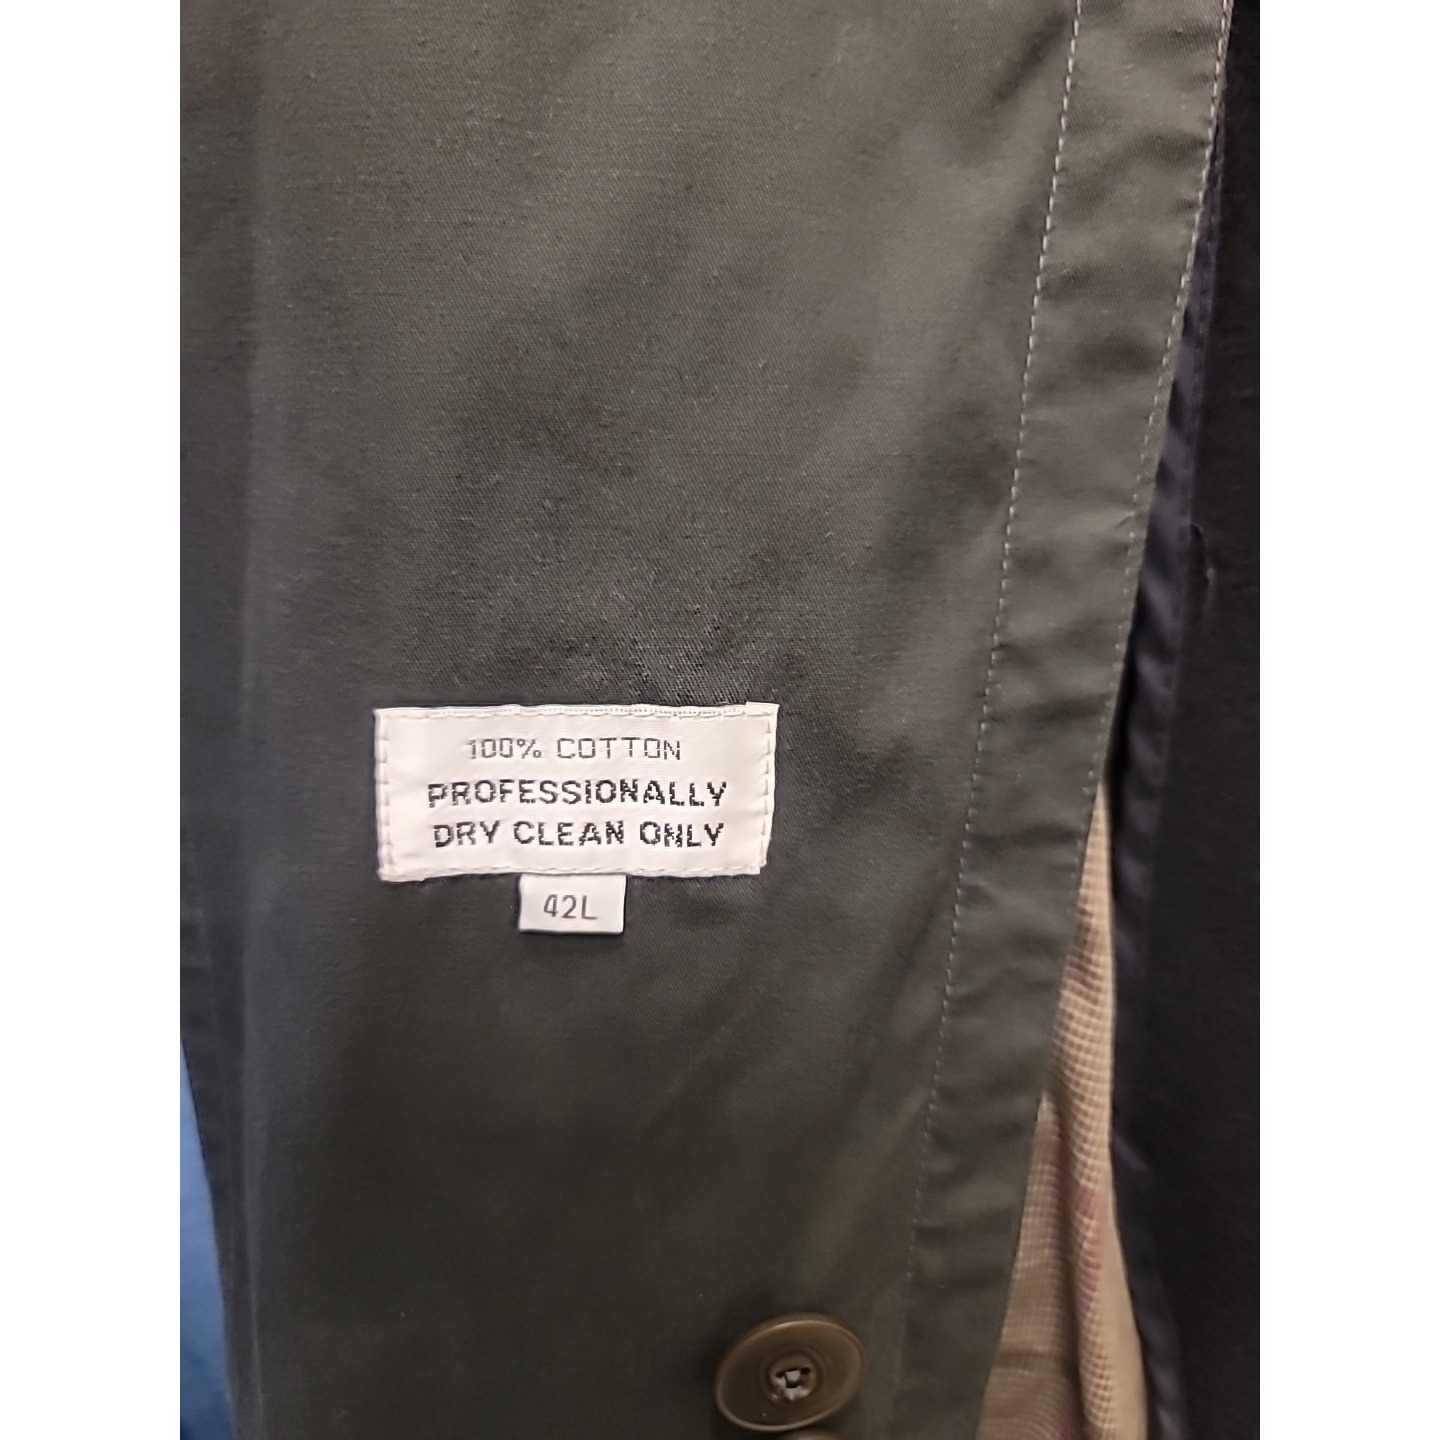 100% COTTON
PROFESSIONALLY
DRY CLEAN ONLY
42L